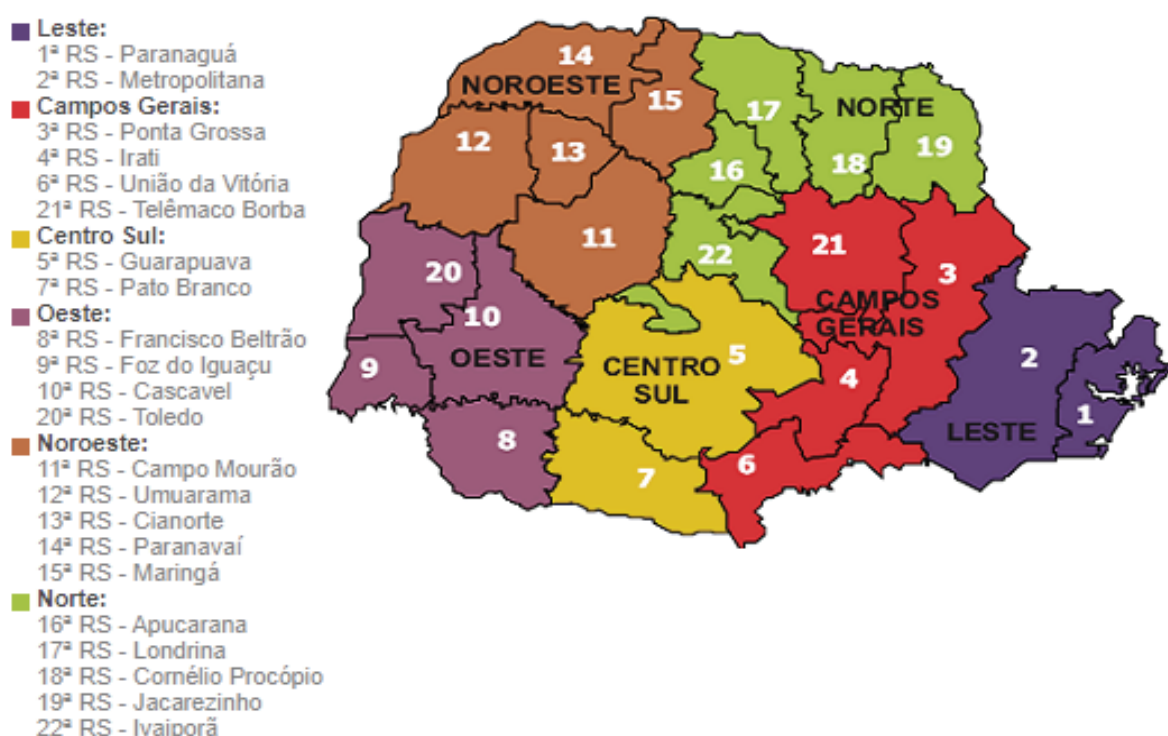 Leste:
1ª RS - Paranaguá
2ª RS - Metropolitana
Campos Gerais:
3ª RS - Ponta Grossa
4ª RS - Irati
6ª RS - União da Vitória
21ª RS - Telêmaco Borba
Centro Sul:
5ª RS - Guarapuava
7ª RS - Pato Branco
Oeste:
8ª RS - Francisco Beltrão
9ª RS - Foz do Iguaçu
10ª RS - Cascavel
20ª RS - Toledo
Noroeste:
11ª RS - Campo Mourão
12ª RS - Umuarama
13ª RS - Cianorte
14ª RS - Paranavaí
15ª RS - Maringá
Norte:
16ª RS - Apucarana
17ª RS - Londrina
18ª RS - Cornélio Procópio
19ª RS - Jacarezinho
22ª RS - Ivaiporã
14
NOROESTE
15
17
NORTE
12
13
16
18
19
11
22
21
3
20
10
CAMPOS
GERAIS
9
OESTE
CENTRO
SUL
5
4
2
1
LESTE
8
7
6